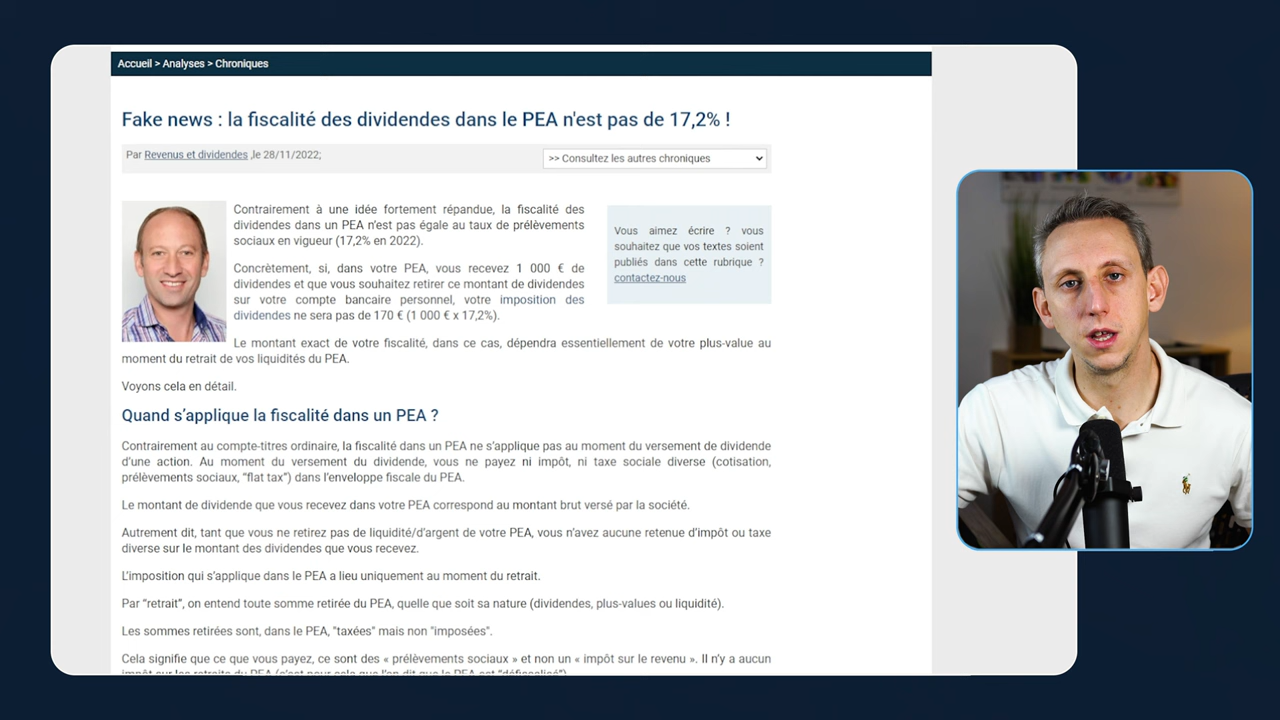 Accueil > Analyses > Chroniques
Fake news : la fiscalité des dividendes dans le PEA n'est pas de 17,2% !
Par Revenus et dividendes ,le 28/11/2022;
>> Consultez les autres chroniques
Contrairement à une idée fortement répandue, la fiscalité des
dividendes dans un PEA n'est pas égale au taux de prélèvements
sociaux en vigueur (17,2% en 2022).
Concrètement, si, dans votre PEA, vous recevez 1 000 € de
dividendes et que vous souhaitez retirer ce montant de dividendes
sur votre compte bancaire personnel, votre imposition des
dividendes ne sera pas de 170 € (1 000 € x 17,2%).
Vous aimez écrire ? vous
souhaitez que vos textes soient
publiés dans cette rubrique ?
contactez-nous
Le montant exact de votre fiscalité, dans ce cas, dépendra essentiellement de votre plus-value au
moment du retrait de vos liquidités du PEA.
Voyons cela en détail.
Quand s'applique la fiscalité dans un PEA ?
Contrairement au compte-titres ordinaire, la fiscalité dans un PEA ne s'applique pas au moment du versement de dividende
d'une action. Au moment du versement du dividende, vous ne payez ni impôt, ni taxe sociale diverse (cotisation,
prélèvements sociaux, "flat tax") dans l'enveloppe fiscale du PEA.
Le montant de dividende que vous recevez dans votre PEA correspond au montant brut versé par la société.
Autrement dit, tant que vous ne retirez pas de liquidité/d'argent de votre PEA, vous n'avez aucune retenue d'impôt ou taxe
diverse sur le montant des dividendes que vous recevez.
L'imposition qui s'applique dans le PEA a lieu uniquement au moment du retrait.
Par "retrait", on entend toute somme retirée du PEA, quelle que soit sa nature (dividendes, plus-values ou liquidité).
Les sommes retirées sont, dans le PEA, "taxées" mais non "imposées".
Cela signifie que ce que vous payez, ce sont des « prélèvements sociaux » et non un « impôt sur le revenu ». Il n'y a aucun
impôt sur les retraits du PEA (c'est pour cela que l'on dit que le PEA est "défiscalisé")